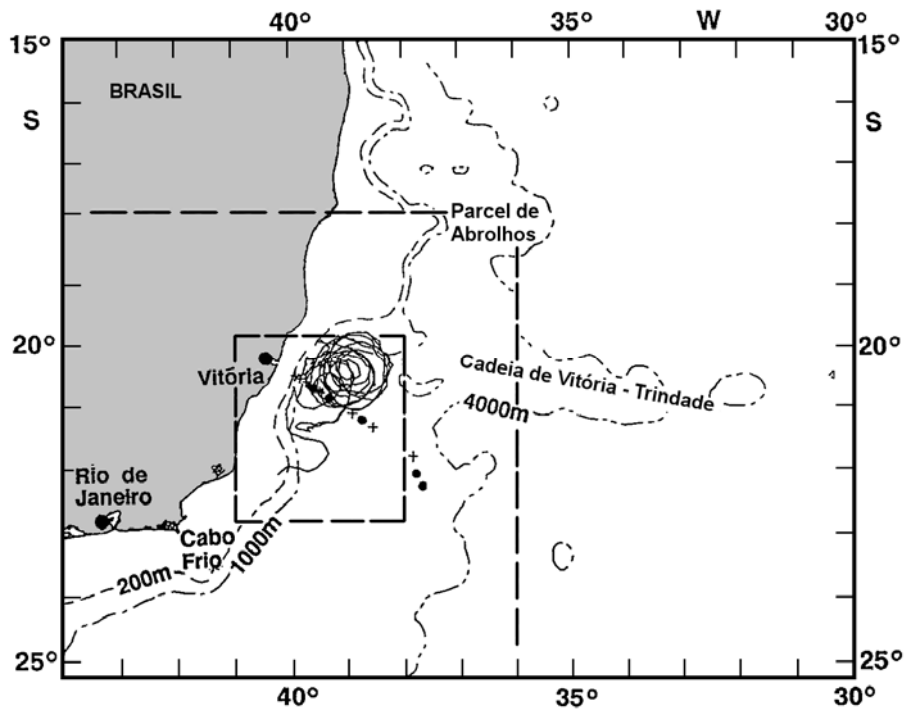 40° 35° W 30°
15° 15°
BRASIL
S S
Parcel de
Abrolhos
20° 20°
Vitória
Cadeia de Vitória - Trindade
4000m
Rio de
Janeiro
Cabo
Frio
1000m
200m
25° 25°
40° 35° 30°